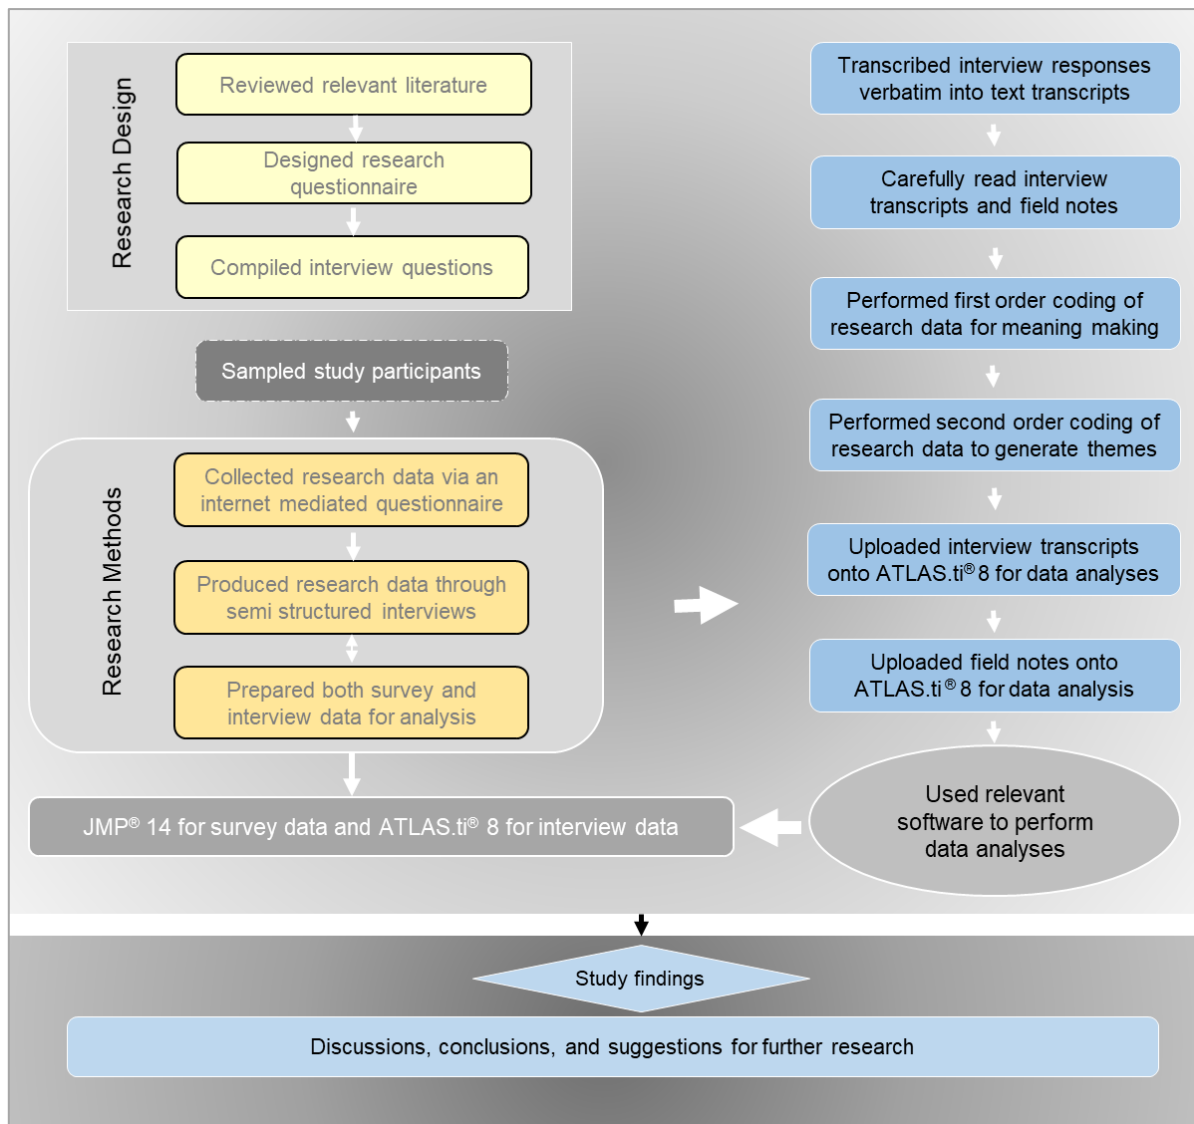 Research Design
Reviewed relevant literature
Designed research
questionnaire
Compiled interview questions
Sampled study participants
Research Methods
Collected research data via an
internet mediated questionnaire
Produced research data through
semi structured interviews
Prepared both survey and
interview data for analysis
JMP® 14 for survey data and ATLAS.ti® 8 for interview data
Transcribed interview responses
verbatim into text transcripts
Carefully read interview
transcripts and field notes
Performed first order coding of
research data for meaning making
Performed second order coding of
research data to generate themes
Uploaded interview transcripts
onto ATLAS.ti® 8 for data analyses
Uploaded field notes onto
ATLAS.ti® 8 for data analysis
Used relevant
software to perform
data analyses
Study findings
Discussions, conclusions, and suggestions for further research